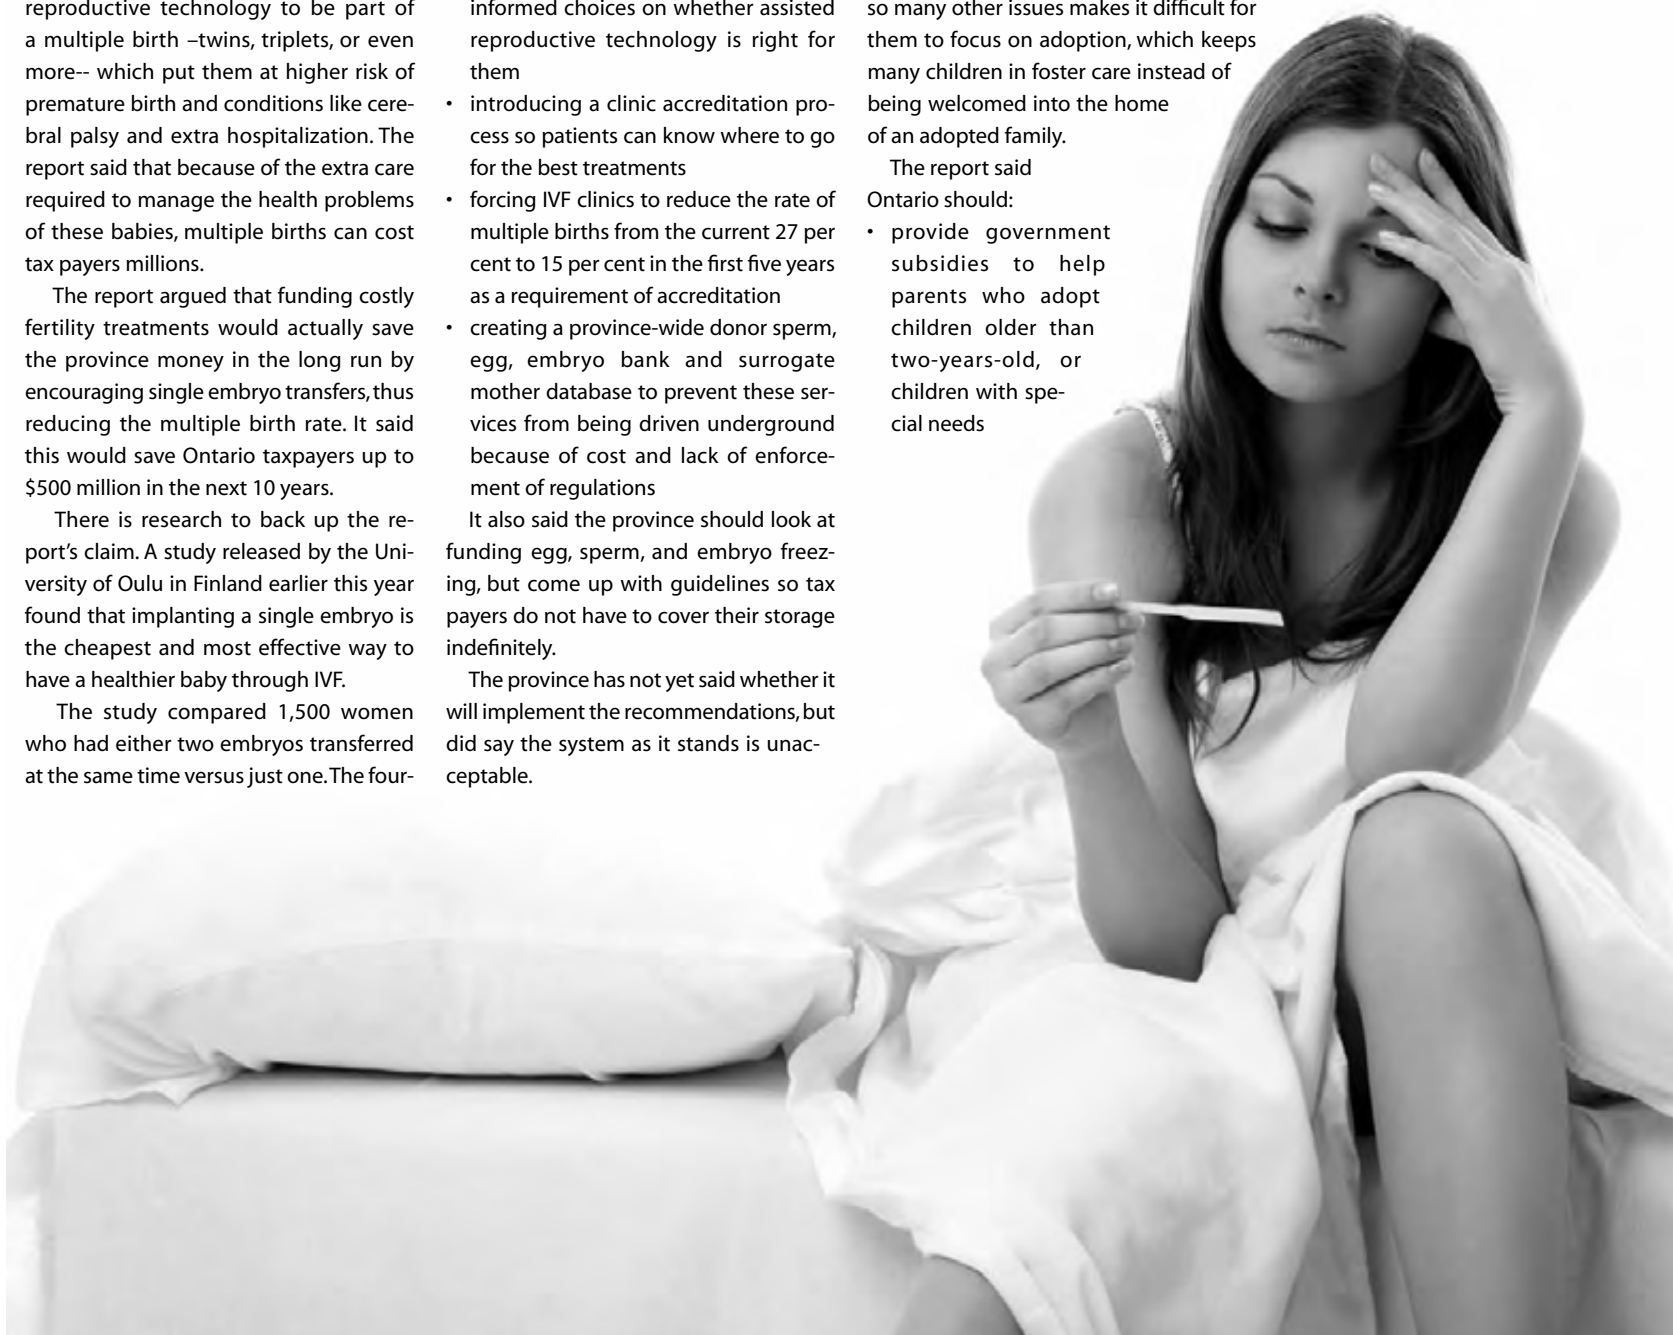 reproductive technology to be part of
a multiple birth –twins, triplets, or even
more-- which put them at higher risk of
premature birth and conditions like cere-
bral palsy and extra hospitalization. The
report said that because of the extra care
required to manage the health problems
of these babies, multiple births can cost
tax payers millions.
The report argued that funding costly
fertility treatments would actually save
the province money in the long run by
encouraging single embryo transfers, thus
reducing the multiple birth rate. It said
this would save Ontario taxpayers up to
$500 million in the next 10 years.
There is research to back up the re-
port’s claim. A study released by the Uni-
versity of Oulu in Finland earlier this year
found that implanting a single embryo is
the cheapest and most effective way to
have a healthier baby through IVF.
The study compared 1,500 women
who had either two embryos transferred
at the same time versus just one. The four-
informed choices on whether assisted
reproductive technology is right for
them
• introducing a clinic accreditation pro-
cess so patients can know where to go
for the best treatments
• forcing IVF clinics to reduce the rate of
multiple births from the current 27 per
cent to 15 per cent in the first five years
as a requirement of accreditation
• creating a province-wide donor sperm,
egg, embryo bank and surrogate
mother database to prevent these ser-
vices from being driven underground
because of cost and lack of enforce-
ment of regulations
It also said the province should look at
funding egg, sperm, and embryo freez-
ing, but come up with guidelines so tax
payers do not have to cover their storage
indefinitely.
The province has not yet said whether it
will implement the recommendations, but
did say the system as it stands is unac-
ceptable.
so many other issues makes it difficult for
them to focus on adoption, which keeps
many children in foster care instead of
being welcomed into the home
of an adopted family.
The report said
Ontario should:
• provide government
subsidies to help
parents who adopt
children older than
two-years-old, or
children with spe-
cial needs